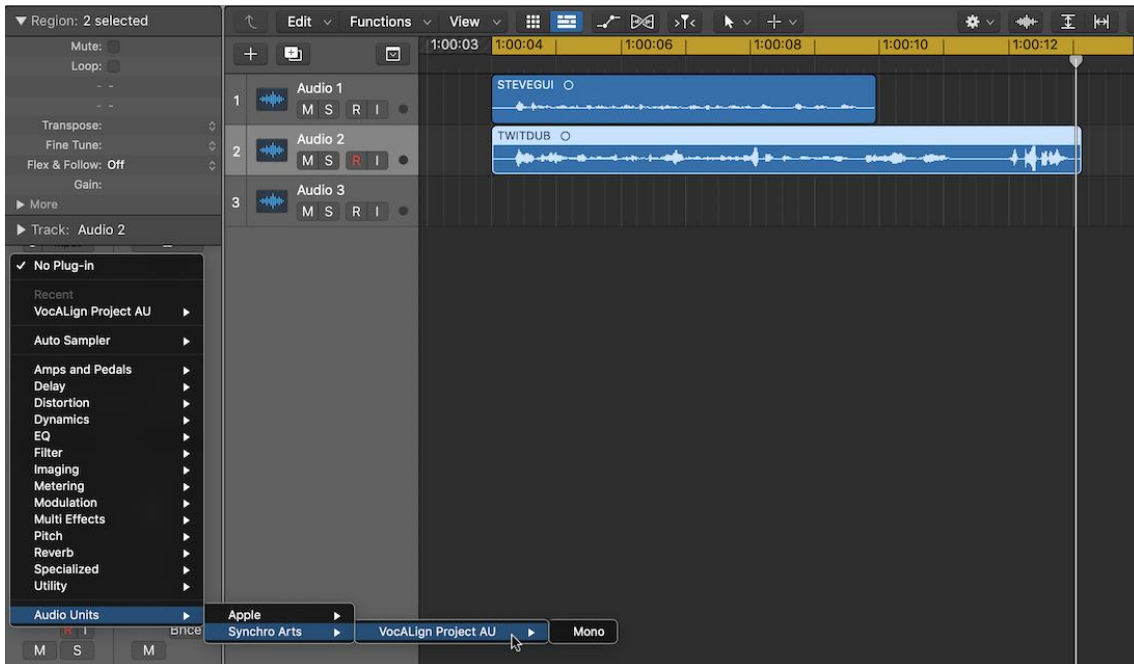 Region: 2 selected
Mute:
Loop:
- -
- -
Transpose:
Fine Tune:
Flex & Follow: Off
Gain:
More
Track: Audio 2
Edit Functions View
1:00:03 1:00:04 1:00:06 1:00:08 1:00:10 1:00:12
1 Audio 1
M S R I
STEVEGUI
2 Audio 2
M S R I
TWITDUB
3 Audio 3
M S R I
No Plug-in
Recent
VocALign Project AU
Auto Sampler
Amps and Pedals
Delay
Distortion
Dynamics
EQ
Filter
Imaging
Metering
Modulation
Multi Effects
Pitch
Reverb
Specialized
Utility
Audio Units
Apple
Synchro Arts
VocALign Project AU
Mono
R I
Bnce
M S M